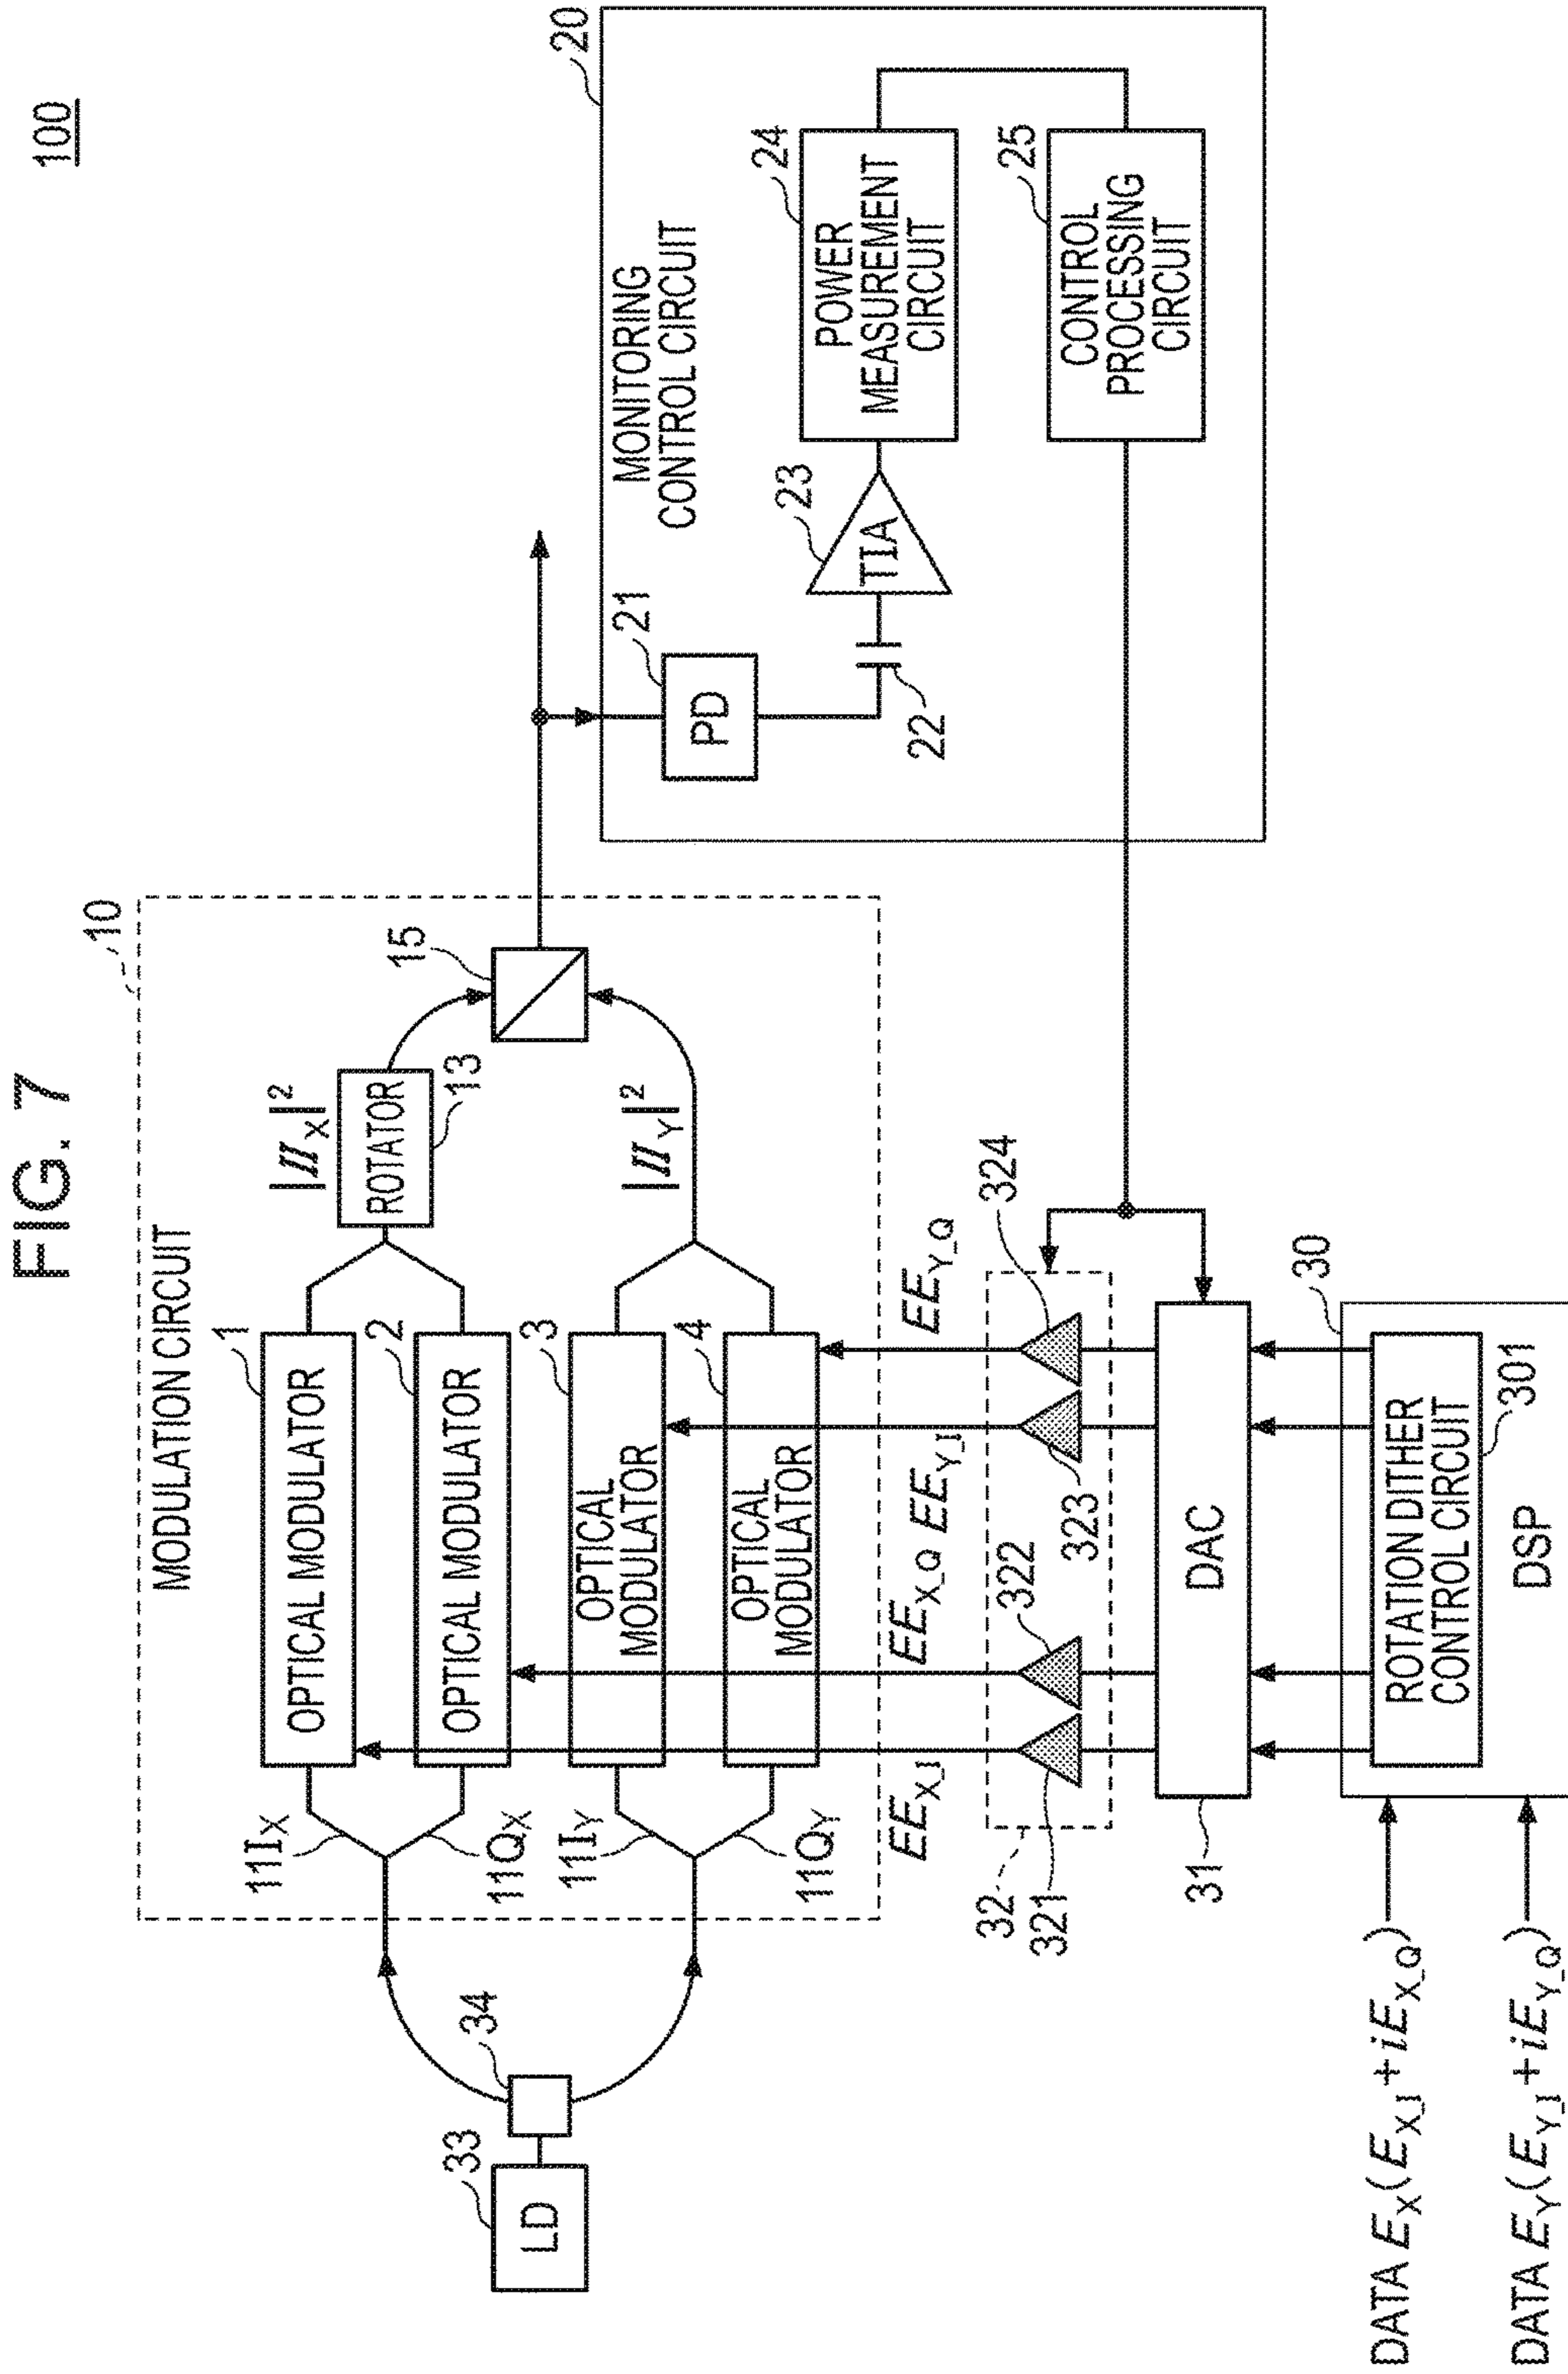 FIG. 7
100
MODULATION CIRCUIT
10
1
OPTICAL MODULATOR
2
OPTICAL MODULATOR
3
OPTICAL
MODULATOR
4
OPTICAL
MODULATOR
11I_X
11Q_X
11I_Y
11Q_Y
|II_X|²
ROTATOR
13
|II_Y|²
15
33
LD
34
20
MONITORING
CONTROL CIRCUIT
21
PD
22
23
TIA
24
POWER
MEASUREMENT
CIRCUIT
25
CONTROL
PROCESSING
CIRCUIT
EE_X_I
EE_X_Q
EE_Y_I
EE_Y_Q
32
321
322
323
324
DAC
31
30
ROTATION DITHER
CONTROL CIRCUIT
301
DSP
DATA E_X(E_X_I+iE_X_Q)
DATA E_Y(E_Y_I+iE_Y_Q)